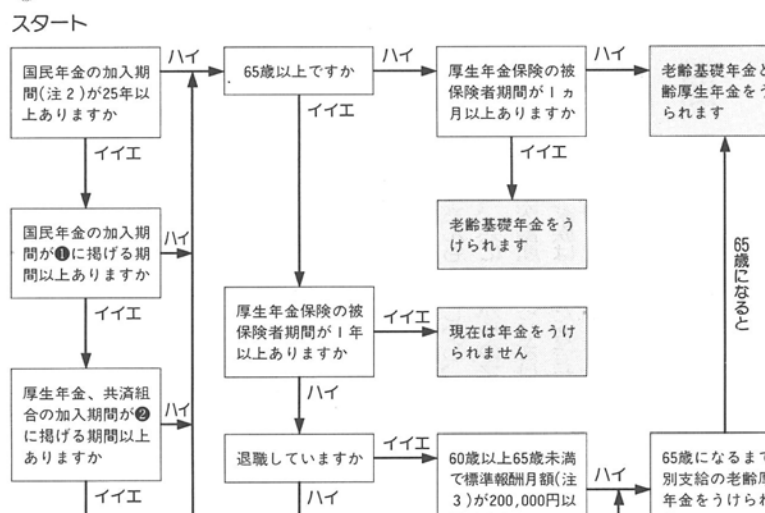 スタート
国民年金の加入期
間(注2)が25年以
上ありますか
ハイ
イイエ
65歳以上ですか
ハイ
イイエ
厚生年金保険の被
保険者期間が1ヵ
月以上ありますか
ハイ
イイエ
老齢基礎年金と
齢厚生年金をう
られます
老齢基礎年金をう
けられます
国民年金の加入期
間が❶に掲げる期
間以上ありますか
ハイ
イイエ
厚生年金保険の被
保険者期間が1年
以上ありますか
イイエ
ハイ
現在は年金をうけ
られません
65歳になると
厚生年金、共済組
合の加入期間が❷
に掲げる期間以上
ありますか
ハイ
イイエ
退職していますか
イイエ
ハイ
60歳以上65歳未満
で標準報酬月額(注
3)が200,000円以
ハイ
65歳になるまで
別支給の老齢厚
年金をうけられ